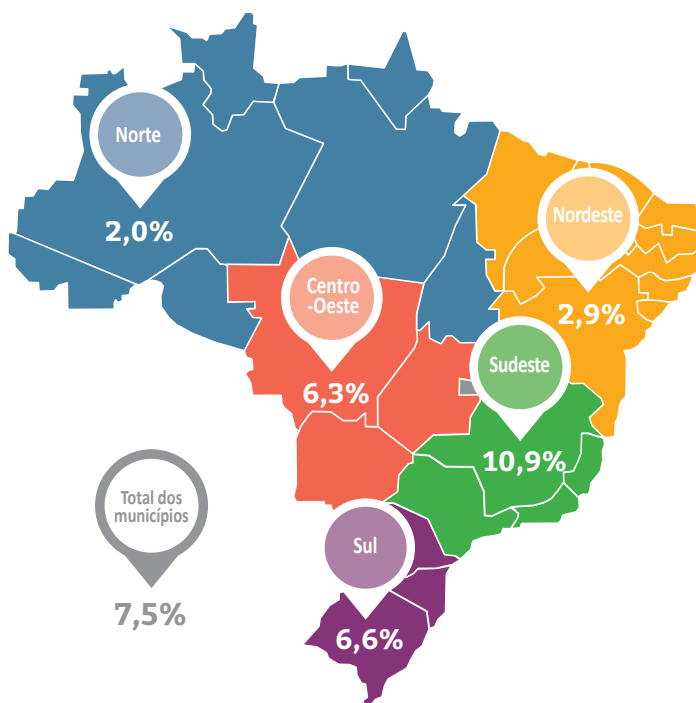 Norte
2,0%
Nordeste
2,9%
Centro
-Oeste
6,3%
Sudeste
10,9%
Total dos
municípios
7,5%
Sul
6,6%